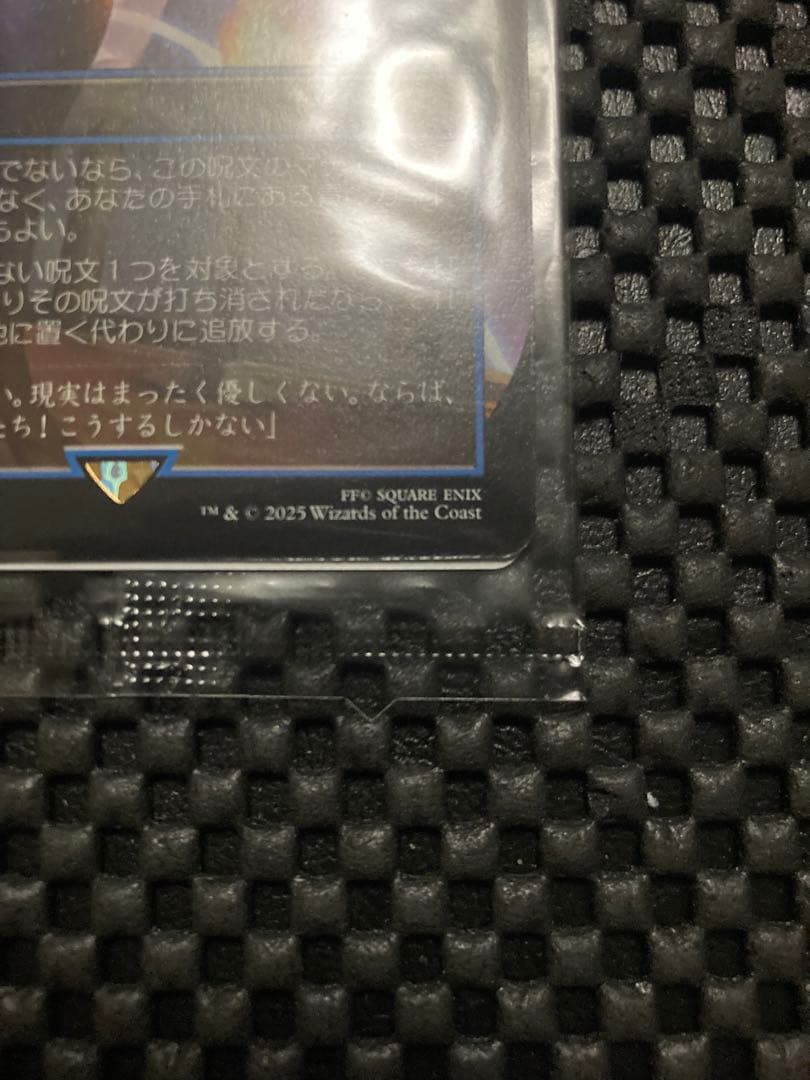 でないなら、この呪文の
なく、あなたの手札にある
らよい。
ない呪文1つを対象とする
りその呪文が打ち消されたなら
地に置く代わりに追放する。
い。現実はまったく優しくない。ならば、
たち！こうするしかない」
FF© SQUARE ENIX
™ & © 2025 Wizards of the Coast